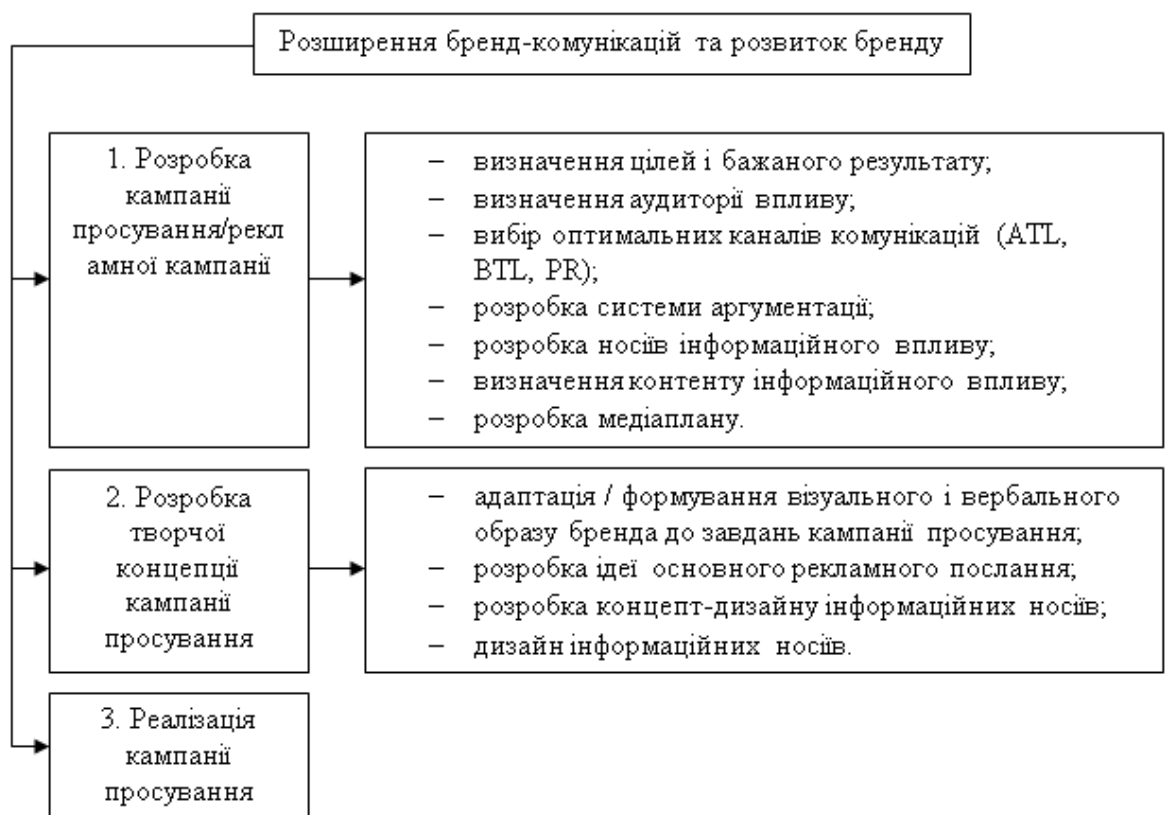 Розширення бренд-комунікацій та розвиток бренду
1. Розробка
кампанії
просування/рекл
амної кампанії
– визначення цілей і бажаного результату;
– визначення аудиторії впливу;
– вибір оптимальних каналів комунікацій (ATL,
BTL, PR);
– розробка системи аргументації;
– розробка носіїв інформаційного впливу;
– визначення контенту інформаційного впливу;
– розробка медіаплану.
2. Розробка
творчої
концепції
кампанії
просування
– адаптація / формування візуального і вербального
образу бренда до завдань кампанії просування;
– розробка ідеї основного рекламного послання;
– розробка концепт-дизайну інформаційних носіїв;
– дизайн інформаційних носіїв.
3. Реалізація
кампанії
просування